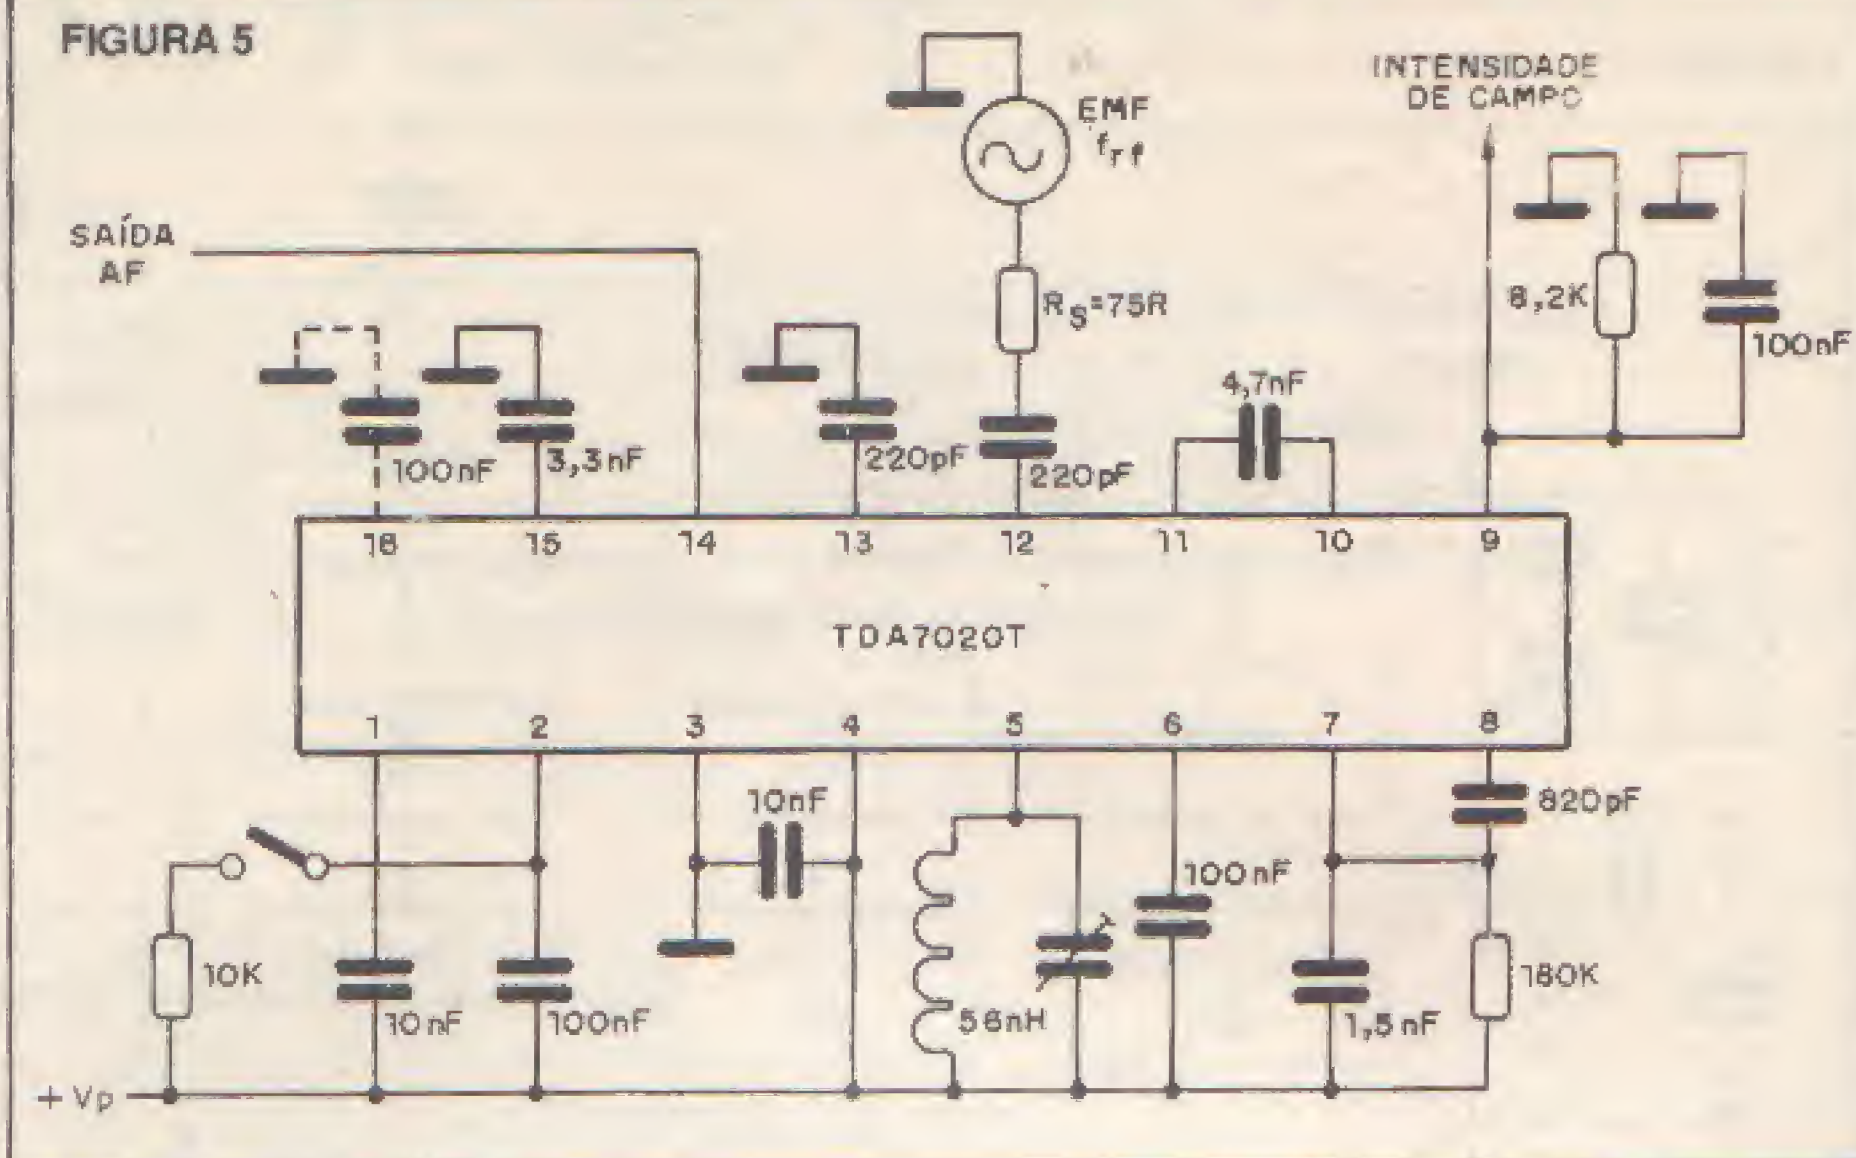 FIGURA 5
EMF
frf
INTENSIDADE
DE CAMPO
SAÍDA
AF
RS=75R
8,2K
100nF
4,7nF
100nF
3,3nF
220pF
220pF
16
15
14
13
12
11
10
9
TDA7020T
1
2
3
4
5
6
7
8
10nF
820pF
100nF
10K
10nF
100nF
56nH
1,5nF
180K
+ Vp